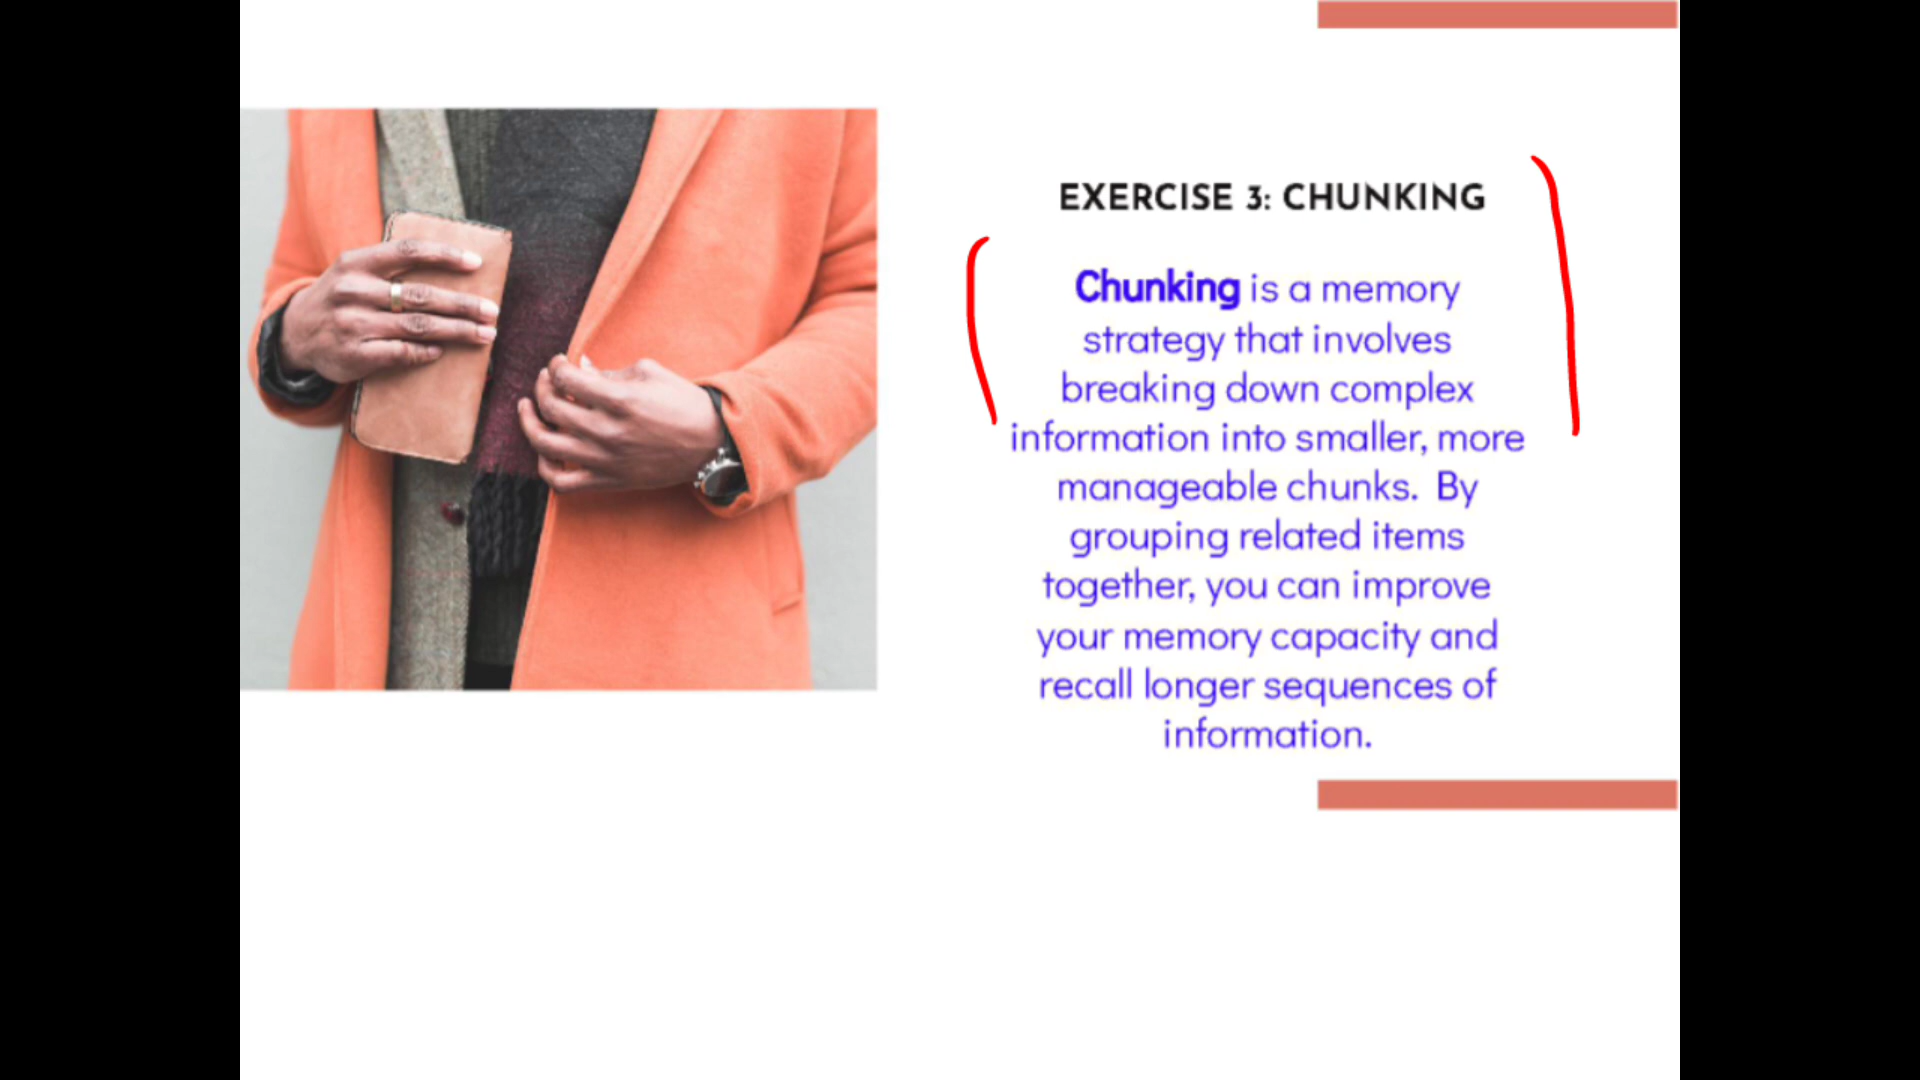 EXERCISE 3: CHUNKING
Chunking is a memory
strategy that involves
breaking down complex
information into smaller, more
manageable chunks.  By
grouping related items
together, you can improve
your memory capacity and
recall longer sequences of
information.